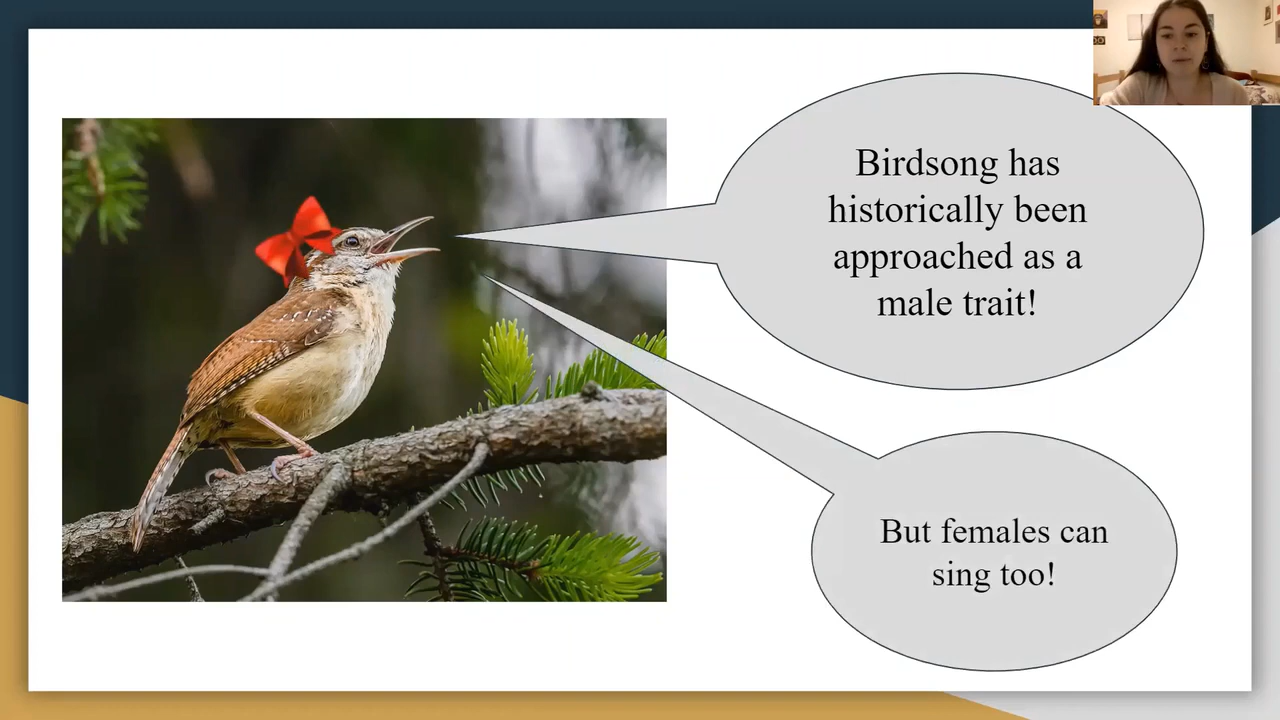 Birdsong has
historically been
approached as a
male trait!
But females can
sing too!